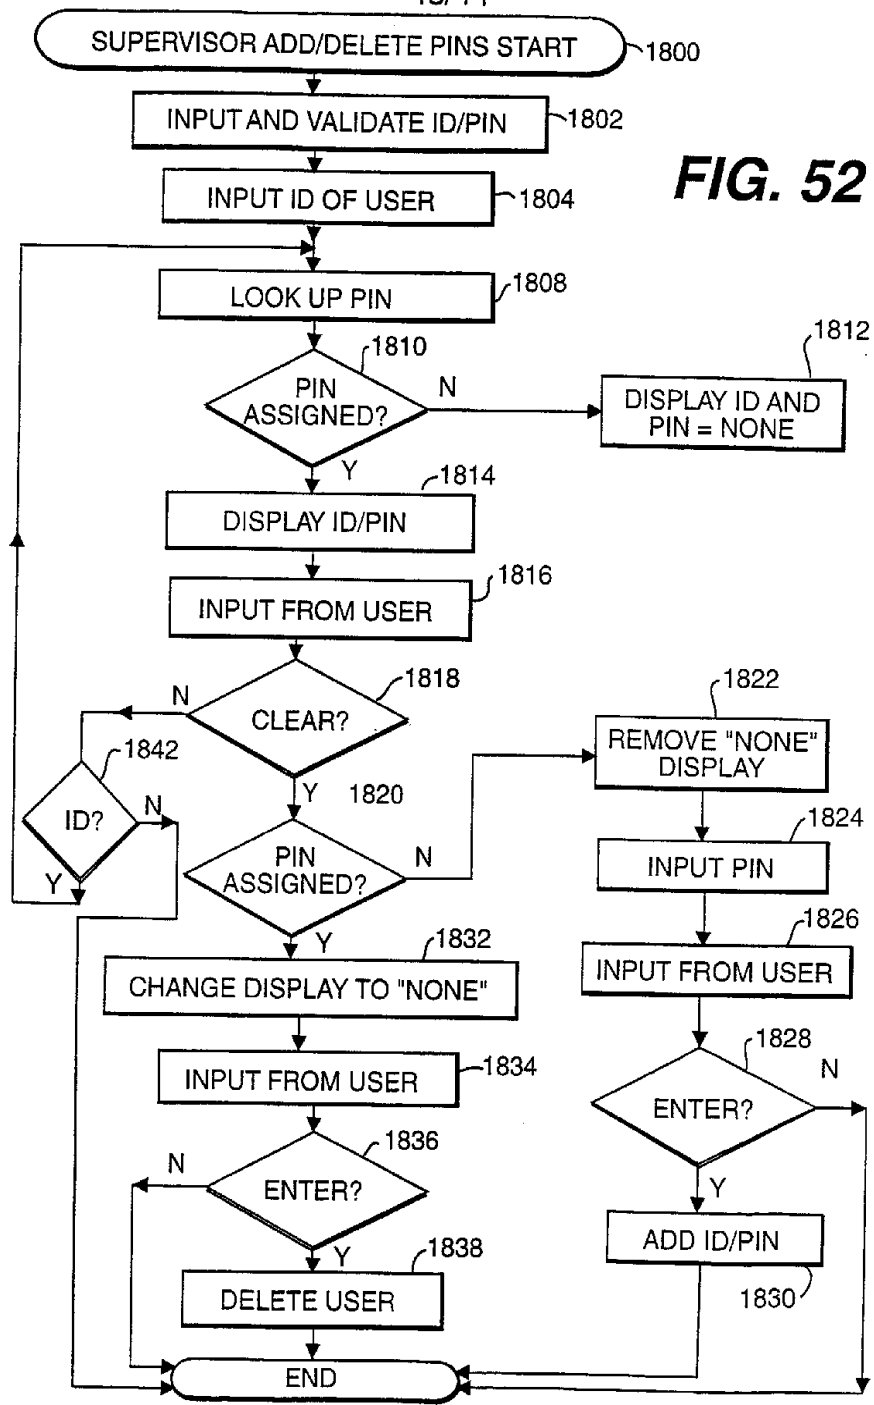 SUPERVISOR ADD/DELETE PINS START
1800
INPUT AND VALIDATE ID/PIN
1802
FIG. 52
INPUT ID OF USER
1804
LOOK UP PIN
1808
1810
PIN
ASSIGNED?
N
Y
1812
DISPLAY ID AND
PIN = NONE
1814
DISPLAY ID/PIN
1816
INPUT FROM USER
1818
CLEAR?
N
Y
1842
ID?
N
Y
1820
PIN
ASSIGNED?
N
Y
1822
REMOVE "NONE"
DISPLAY
1824
INPUT PIN
1826
INPUT FROM USER
1828
ENTER?
N
Y
ADD ID/PIN
1830
1832
CHANGE DISPLAY TO "NONE"
INPUT FROM USER
1834
1836
ENTER?
N
Y
1838
DELETE USER
END